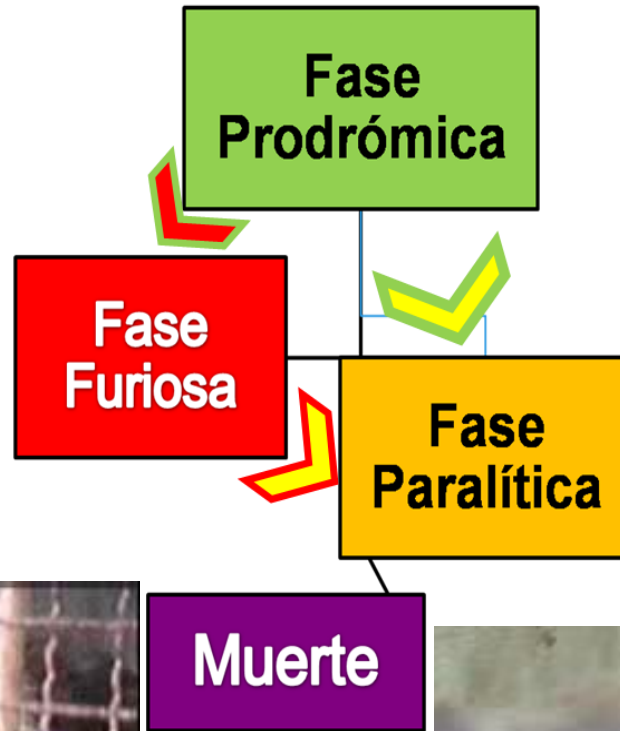 Fase
Prodrómica
Fase
Furiosa
Fase
Paralítica
Muerte